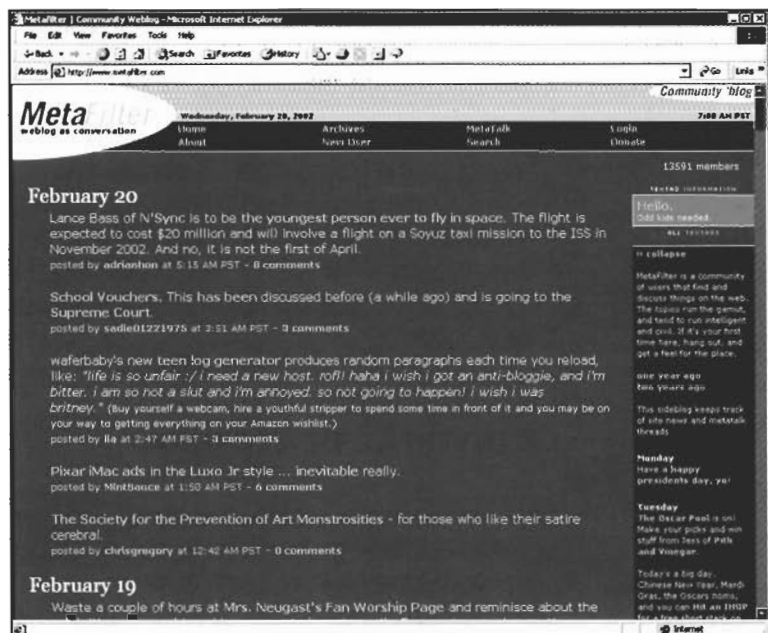 MetaFilter | Community Weblog - Microsoft Internet Explorer
File Edit View Favorites Tools Help
Back Search Favorites History
Address http://www.metafilter.com Go Links »
Community 'blog
MetaFilter
weblog as conversation
Wednesday, February 20, 2002 7:08 AM PST
Home Archives MetaTalk Login
About New User Search Donate
13591 members
February 20
Lance Bass of N'Sync is to be the youngest person ever to fly in space. The flight is
expected to cost $20 million and will involve a flight on a Soyuz taxi mission to the ISS in
November 2002. And no, it is not the first of April.
posted by adrianhon at 5:15 AM PST - 8 comments
School Vouchers. This has been discussed before (a while ago) and is going to the
Supreme Court.
posted by sadie01221975 at 2:51 AM PST - 3 comments
waferbaby's new teen log generator produces random paragraphs each time you reload,
like: "life is so unfair :/ i need a new host. rofl! haha i wish i got an anti-bloggie, and i'm
bitter. i am so not a slut and i'm annoyed. so not going to happen! i wish i was
britney." (Buy yourself a webcam, hire a youthful stripper to spend some time in front of it and you may be on
your way to getting everything on your Amazon wishlist.)
posted by lia at 2:47 AM PST - 3 comments
Pixar iMac ads in the Luxo Jr style ... inevitable really.
posted by MintSauce at 1:50 AM PST - 6 comments
The Society for the Prevention of Art Monstrosities - for those who like their satire
cerebral.
posted by chrisgregory at 12:42 AM PST - 0 comments
February 19
Waste a couple of hours at Mrs. Neugast's Fan Worship Page and reminisce about the
TEXTAD INFORMATION
Hello.
Odd kids needed.
ALL TEXTADS
collapse
MetaFilter is a community
of users that find and
discuss things on the web.
The topics run the gamut,
and tend to run intelligent
and civil. If it's your first
time here, hang out, and
get a feel for the place.
one year ago
two years ago
This sideblog keeps track
of site news and metatalk
threads
Monday
Have a happy
presidents day, yo!
Tuesday
The Oscar Pool is on!
Make your picks and win
stuff from Jess of Pith
and Vinegar.
Today's a big day.
Chinese New Year, Mardi
Gras, the Oscars noms,
and you can Hit an IHOP
for a free short stack on
Internet